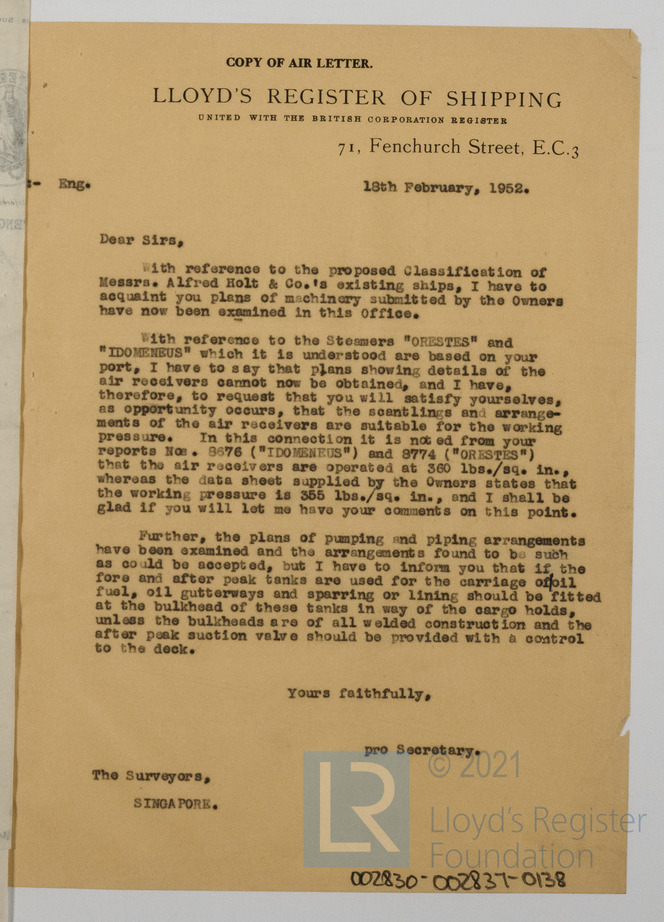 COPY OF AIR LETTER.
LLOYD'S REGISTER OF SHIPPING
UNITED WITH THE BRITISH CORPORATION REGISTER
71, Fenchurch Street, E.C.3
:- Eng.
18th February, 1952.
Dear Sirs,
With reference to the proposed Classification of
Messrs. Alfred Holt & Co.'s existing ships, I have to
acquaint you plans of machinery submitted by the Owners
have now been examined in this Office.
With reference to the Steamers "ORESTES" and
"IDOMENEUS" which it is understood are based on your
port, I have to say that plans showing details of the
air receivers cannot now be obtained, and I have,
therefore, to request that you will satisfy yourselves,
as opportunity occurs, that the scantlings and arrange-
ments of the air receivers are suitable for the working
pressure. In this connection it is noted from your
reports Nos. 8676 ("IDOMENEUS") and 8774 ("ORESTES")
that the air receivers are operated at 360 lbs./sq. in.,
whereas the data sheet supplied by the Owners states that
the working pressure is 355 lbs./sq. in., and I shall be
glad if you will let me have your comments on this point.
Further, the plans of pumping and piping arrangements
have been examined and the arrangements found to be such
as could be accepted, but I have to inform you that if the
fore and after peak tanks are used for the carriage of oil
fuel, oil gutterways and sparring or lining should be fitted
at the bulkhead of these tanks in way of the cargo holds,
unless the bulkheads are of all welded construction and the
after peak suction valve should be provided with a control
to the deck.
Yours faithfully,
pro Secretary.
The Surveyors,
SINGAPORE.
LR
© 2021
Lloyd's Register
Foundation
002830-002837-0138